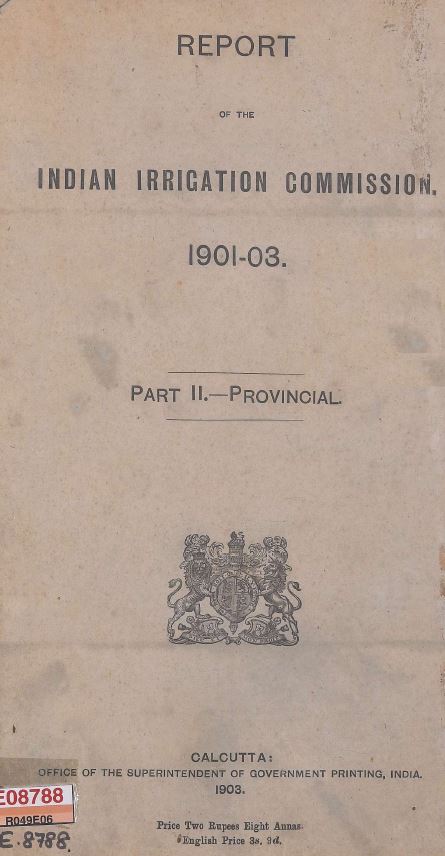 REPORT
OF THE
INDIAN IRRIGATION COMMISSION.
1901-03.
PART II.—PROVINCIAL.
CALCUTTA:
OFFICE OF THE SUPERINTENDENT OF GOVERNMENT PRINTING, INDIA.
1903.
E08788
R049E06
E.8788.
Price Two Rupees Eight Annas.
English Price 3s. 9d.